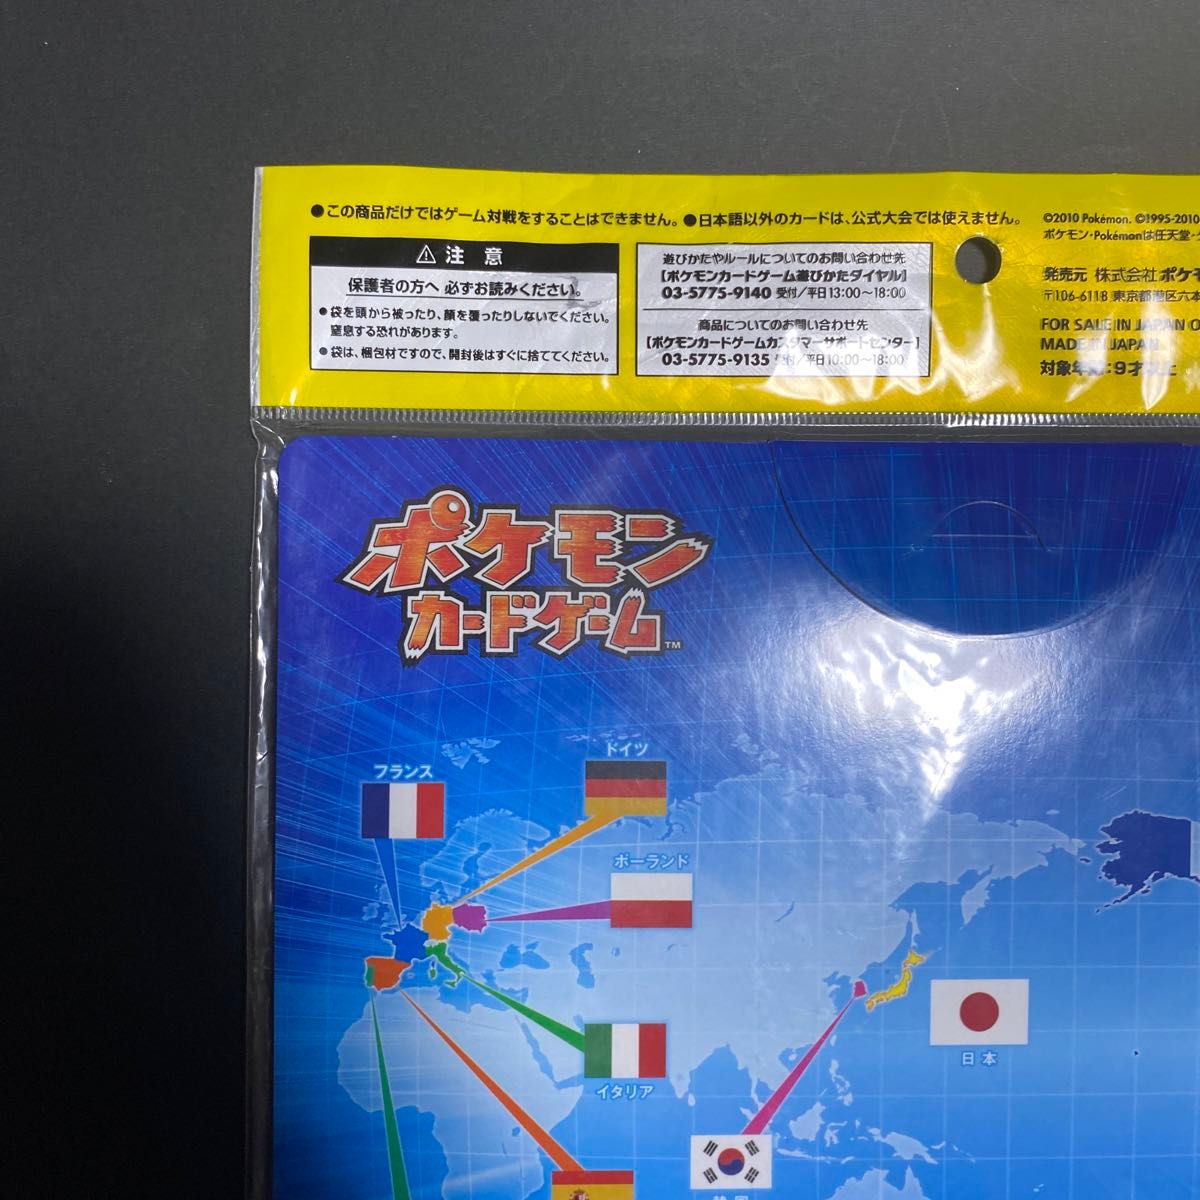 ●この商品だけではゲーム対戦をすることはできません。●日本語以外のカードは、公式大会では使えません。
⚠注 意
保護者の方へ 必ずお読みください。
●袋を頭から被ったり、顔を覆ったりしないでください。
窒息する恐れがあります。
●袋は、梱包材ですので、開封後はすぐに捨ててください。
遊びかたやルールについてのお問い合わせ先
【ポケモンカードゲーム遊びかたダイヤル】
03-5775-9140 受付/平日13:00～18:00
商品についてのお問い合わせ先
【ポケモンカードゲームカスタマーサポートセンター】
03-5775-9135 受付/平日10:00～18:00
©2010 Pokémon. ©1995-2010
ポケモン・Pokémonは任天堂・
発売元 株式会社 ポケモ
〒106-6118 東京都港区六本
FOR SALE IN JAPAN O
MADE IN JAPAN
対象年齢:9才以上
ポケモン
カードゲーム™
ドイツ
フランス
ポーランド
日本
イタリア
韓国